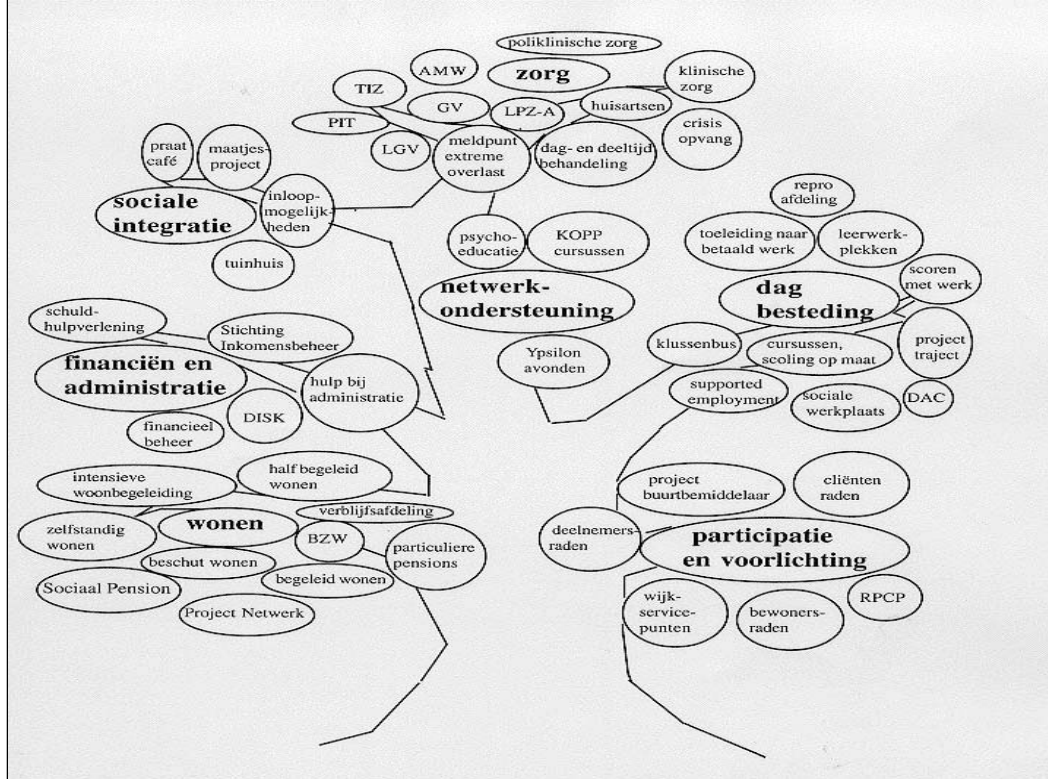 poliklinische zorg
AMW
zorg
klinische
zorg
TIZ
GV
LPZ-A
huisartsen
PIT
LGV
meldpunt
extreme
overlast
dag- en deeltijd
behandeling
crisis
opvang
praat
café
maatjes-
project
sociale
integratie
inloop-
mogelijk-
heden
tuinhuis
psycho-
educatie
KOPP
cursussen
netwerk-
ondersteuning
Ypsilon
avonden
repro
afdeling
toeleiding naar
betaald werk
leerwerk-
plekken
dag
besteding
scoren
met werk
klussenbus
cursussen,
scoling op maat
project
traject
supported
employment
sociale
werkplaats
DAC
schuld-
hulpverlening
Stichting
Inkomensbeheer
financiën en
administratie
hulp bij
administratie
DISK
financieel
beheer
intensieve
woonbegeleiding
half begeleid
wonen
verblijfsafdeling
zelfstandig
wonen
wonen
BZW
particuliere
pensions
beschut wonen
begeleid wonen
Sociaal Pension
Project Netwerk
project
buurtbemiddelaar
cliënten
raden
deelnemers-
raden
participatie
en voorlichting
wijk-
service-
punten
bewoners-
raden
RPCP